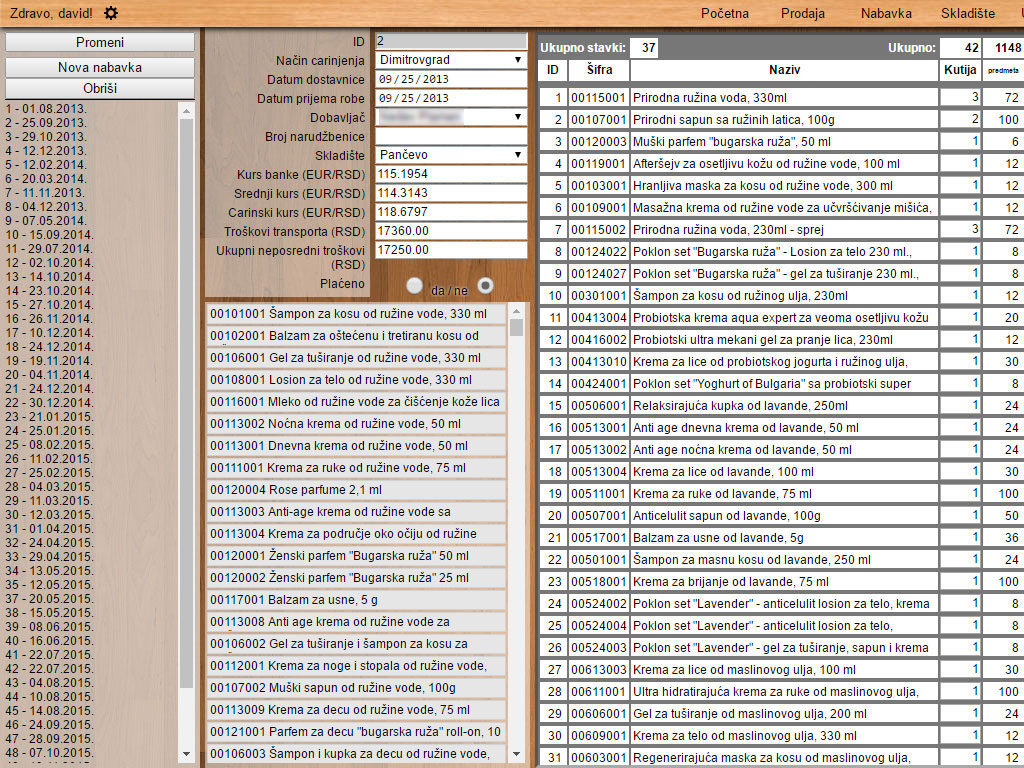 Zdravo, david!
Početna Prodaja Nabavka Skladište
Promeni
Nova nabavka
Obriši
1 - 01.08.2013.
2 - 25.09.2013.
3 - 29.10.2013.
4 - 12.12.2013.
5 - 12.02.2014.
6 - 20.03.2014.
7 - 11.11.2013.
8 - 04.12.2013.
9 - 07.05.2014.
10 - 15.09.2014.
11 - 29.07.2014.
12 - 02.10.2014.
13 - 14.10.2014.
14 - 23.10.2014.
15 - 27.10.2014.
16 - 26.11.2014.
17 - 10.12.2014.
18 - 24.12.2014.
19 - 19.11.2014.
20 - 04.11.2014.
21 - 24.12.2014.
22 - 30.12.2014.
23 - 21.01.2015.
24 - 25.01.2015.
25 - 08.02.2015.
26 - 11.02.2015.
27 - 25.02.2015.
28 - 04.03.2015.
29 - 11.03.2015.
30 - 12.03.2015.
31 - 01.04.2015.
32 - 24.04.2015.
33 - 29.04.2015.
34 - 13.05.2015.
35 - 12.05.2015.
37 - 20.05.2015.
38 - 15.05.2015.
39 - 08.06.2015.
40 - 16.06.2015.
41 - 22.07.2015.
42 - 22.07.2015.
43 - 04.08.2015.
44 - 10.08.2015.
45 - 14.08.2015.
46 - 24.09.2015.
47 - 28.09.2015.
48 - 07.10.2015.
ID 2
Način carinjenja Dimitrovgrad
Datum dostavnice 09/25/2013
Datum prijema robe 09/25/2013
Dobavljač
Broj narudžbenice
Skladište Pančevo
Kurs banke (EUR/RSD) 115.1954
Srednji kurs (EUR/RSD) 114.3143
Carinski kurs (EUR/RSD) 118.6797
Troškovi transporta (RSD) 17360.00
Ukupni neposredni troškovi 17250.00
(RSD)
Plaćeno da / ne
00101001 Šampon za kosu od ružine vode, 330 ml
00102001 Balzam za oštećenu i tretiranu kosu od
00106001 Gel za tuširanje od ružine vode, 330 ml
00108001 Losion za telo od ružine vode, 330 ml
00116001 Mleko od ružine vode za čišćenje kože lica
00113002 Noćna krema od ružine vode, 50 ml
00113001 Dnevna krema od ružine vode, 50 ml
00111001 Krema za ruke od ružine vode, 75 ml
00120004 Rose parfume 2,1 ml
00113003 Anti-age krema od ružine vode sa
00113004 Krema za područje oko očiju od ružine
00120001 Ženski parfem "Bugarska ruža" 50 ml
00120002 Ženski parfem "Bugarska ruža" 25 ml
00117001 Balzam za usne, 5 g
00113008 Anti age krema od ružine vode za
00106002 Gel za tuširanje i šampon za kosu za
00112001 Krema za noge i stopala od ružine vode,
00107002 Muški sapun od ružine vode, 100g
00113009 Krema za decu od ružine vode, 75 ml
00121001 Parfem za decu "bugarska ruža" roll-on, 10
00106003 Šampon i kupka za decu od ružine vode,
Ukupno stavki: 37 Ukupno: 42 1148
ID Šifra Naziv Kutija predmeta
1 00115001 Prirodna ružina voda, 330ml 3 72
2 00107001 Prirodni sapun sa ružinih latica, 100g 2 100
3 00120003 Muški parfem "bugarska ruža", 50 ml 1 6
4 00119001 Afteršejv za osetljivu kožu od ružine vode, 100 ml 1 12
5 00103001 Hranljiva maska za kosu od ružine vode, 300 ml 1 12
6 00109001 Masažna krema od ružine vode za učvršćivanje mišića, 1 12
7 00115002 Prirodna ružina voda, 230ml - sprej 3 72
8 00124022 Poklon set "Bugarska ruža" - Losion za telo 230 ml., 1 8
9 00124027 Poklon set "Bugarska ruža" - gel za tuširanje 230 ml., 1 8
10 00301001 Šampon za kosu od ružinog ulja, 230ml 1 12
11 00413004 Probiotska krema aqua expert za veoma osetljivu kožu 1 20
12 00416002 Probiotski ultra mekani gel za pranje lica, 230ml 1 12
13 00413010 Krema za lice od probiotskog jogurta i ružinog ulja, 1 30
14 00424001 Poklon set "Yoghurt of Bulgaria" sa probiotski super 1 8
15 00506001 Relaksirajuća kupka od lavande, 250ml 1 24
16 00513001 Anti age dnevna krema od lavande, 50 ml 1 24
17 00513002 Anti age noćna krema od lavande, 50 ml 1 24
18 00513004 Krema za lice od lavande, 100 ml 1 30
19 00511001 Krema za ruke od lavande, 75 ml 1 100
20 00507001 Anticelulit sapun od lavande, 100g 1 50
21 00517001 Balzam za usne od lavande, 5g 1 36
22 00501001 Šampon za masnu kosu od lavande, 250 ml 1 24
23 00518001 Krema za brijanje od lavande, 75 ml 1 100
24 00524002 Poklon set "Lavender" - anticelulit losion za telo, krema 1 8
25 00524004 Poklon set "Lavender" - anticelulit losion za telo, 1 8
26 00524003 Poklon set "Lavender" - gel za tuširanje, sapun i krema 1 8
27 00613003 Krema za lice od maslinovog ulja, 100 ml 1 30
28 00611001 Ultra hidratirajuća krema za ruke od maslinovog ulja, 1 100
29 00606001 Gel za tuširanje od maslinovog ulja, 200 ml 1 24
30 00609001 Krema za telo od maslinovog ulja, 330 ml 1 12
31 00603001 Regenerirajuća maska za kosu od maslinovog ulja, 1 12